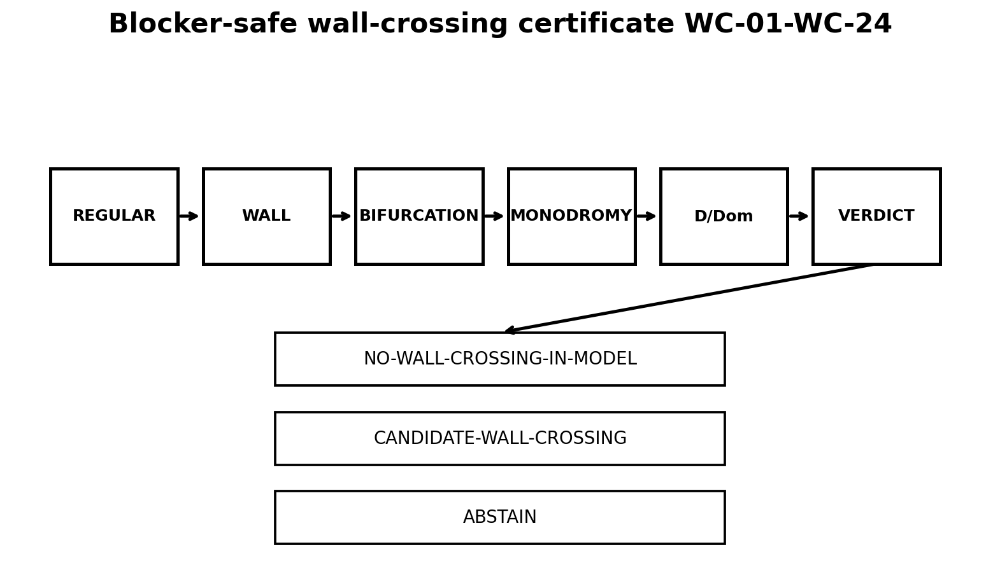 Blocker-safe wall-crossing certificate WC-01-WC-24
REGULAR
WALL
BIFURCATION
MONODROMY
D/Dom
VERDICT
NO-WALL-CROSSING-IN-MODEL
CANDIDATE-WALL-CROSSING
ABSTAIN